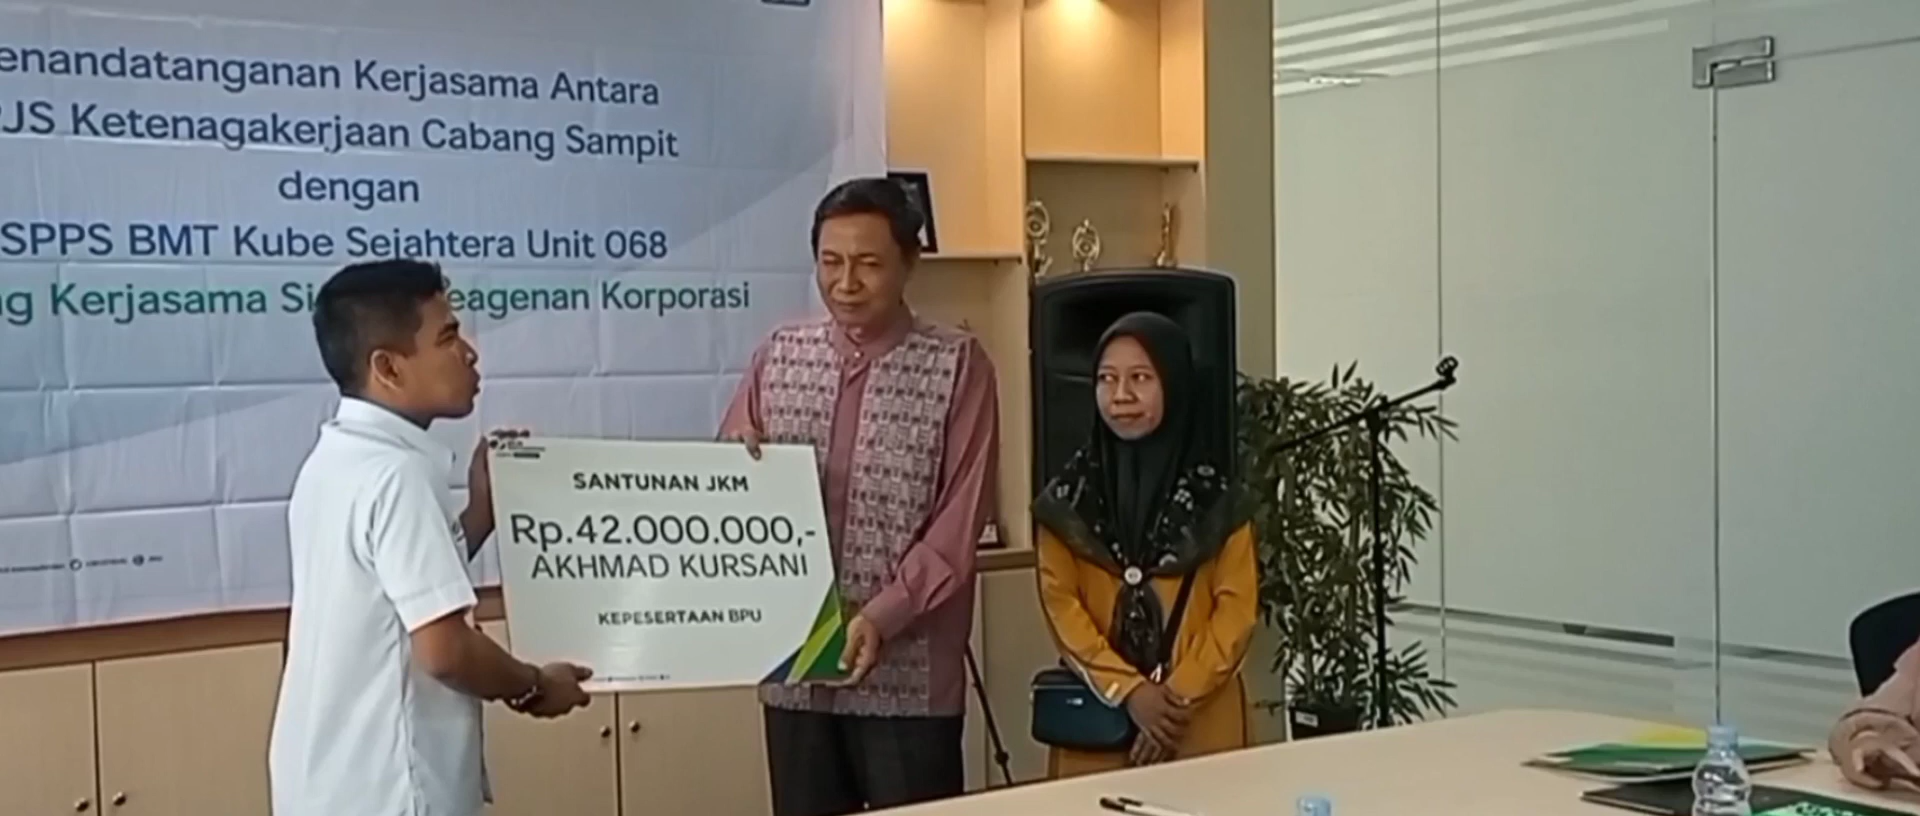 enandatanganan Kerjasama Antara
JS Ketenagakerjaan Cabang Sampit
dengan
SPPS BMT Kube Sejahtera Unit 068
g Kerjasama Si eagenan Korporasi
SANTUNAN JKM
Rp.42.000.000,-
AKHMAD KURSANI
KEPESERTAAN BPU